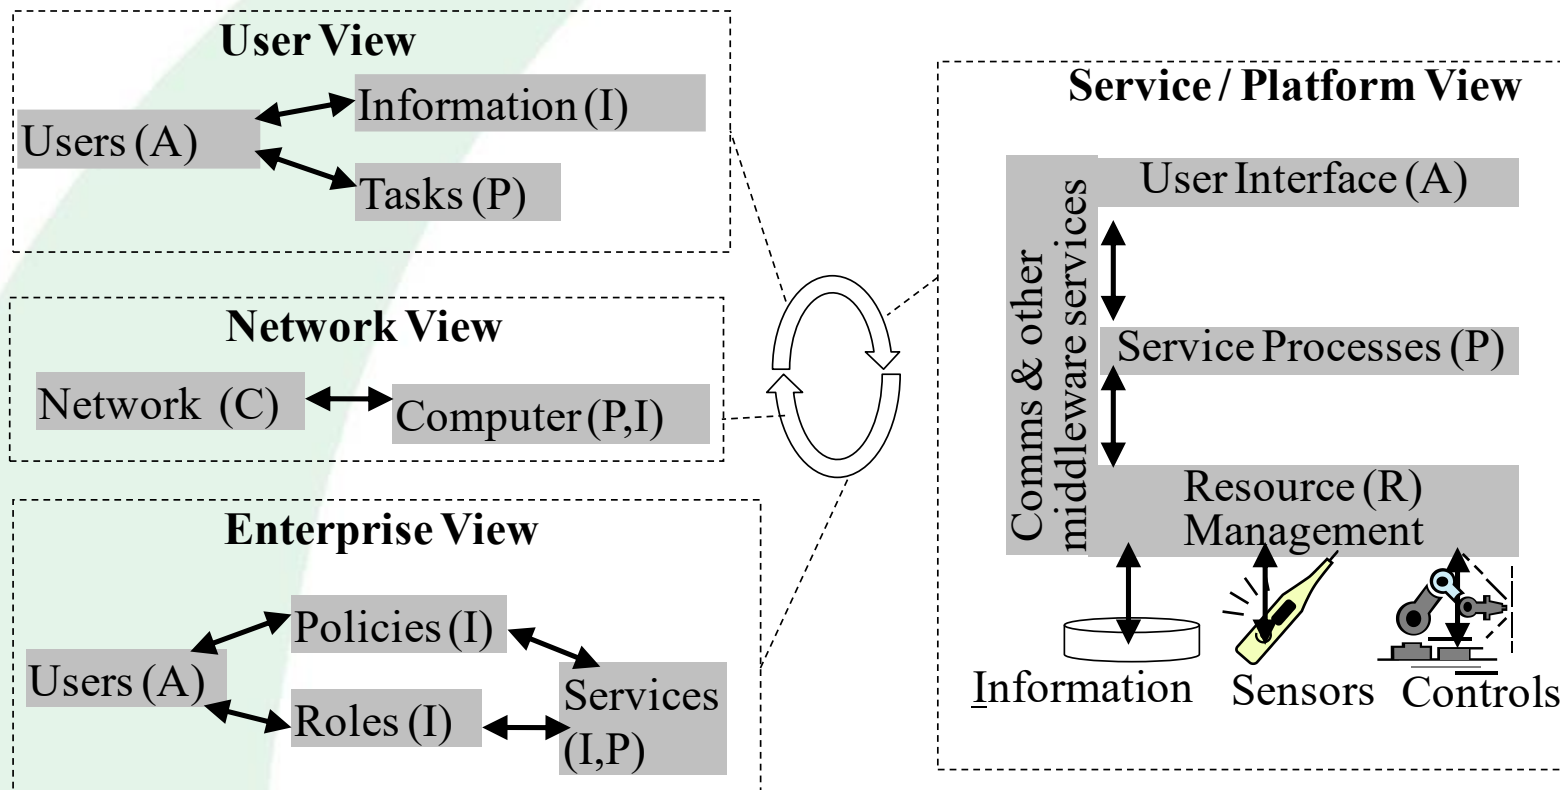 User View
Users (A)
Information (I)
Tasks (P)
Network View
Network (C)
Computer (P,I)
Enterprise View
Users (A)
Policies (I)
Roles (I)
Services
(I,P)
Service / Platform View
Comms & other
middleware services
User Interface (A)
Service Processes (P)
Resource (R)
Management
Information
Sensors
Controls